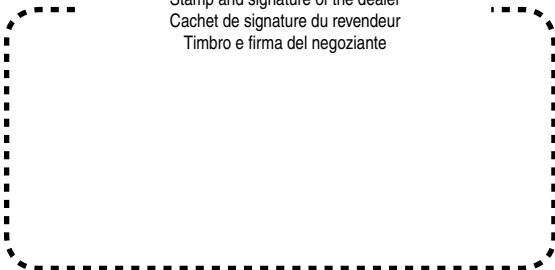 Stamp and signature of the dealer
Cachet de signature du revendeur
Timbro e firma del negoziante